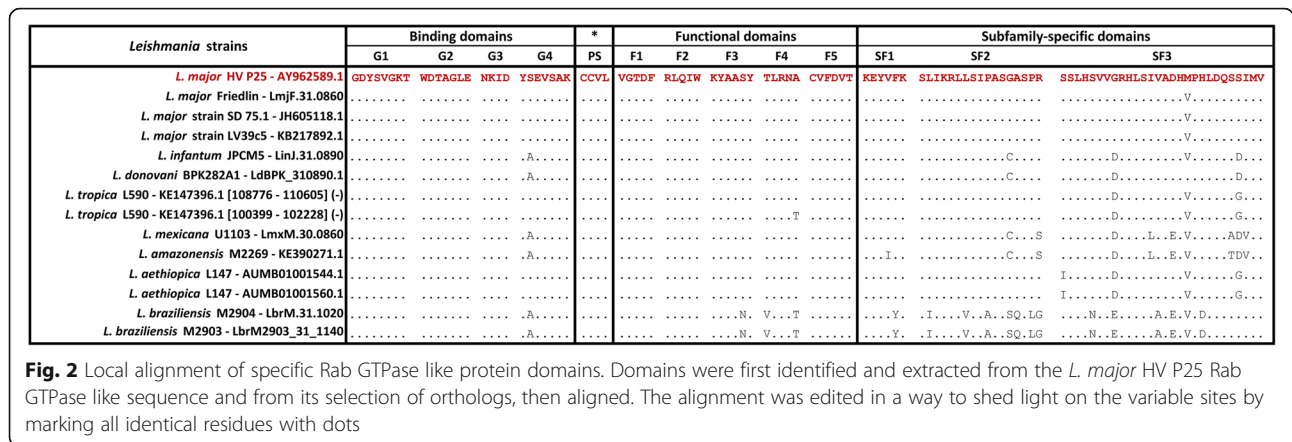 Leishmania strains Binding domains * Functional domains Subfamily-specific domains
G1 G2 G3 G4 PS F1 F2 F3 F4 F5 SF1 SF2 SF3
L. major HV P25 - AY962589.1 GDYSVGKT WDTAGLE NKID YSEVSAK CCVL VGTDF RLQIW KYAASY TLRNA CVFDVT KEYVFK SLIKRLLSIPASGASPR SSLHSVVGRHLSIVADHMPHLDQSSIMV
L. major Friedlin - LmjF.31.0860 ........ ....... .... ....... .... ..... ..... ...... ..... ...... ...... ................. .................V..........
L. major strain SD 75.1 - JH605118.1 ........ ....... .... ....... .... ..... ..... ...... ..... ...... ...... ................. .................V..........
L. major strain LV39c5 - KB217892.1 ........ ....... .... ....... .... ..... ..... ...... ..... ...... ...... ................. .................V..........
L. infantum JPCM5 - LinJ.31.0890 ........ ....... .... .A..... .... ..... ..... ...... ..... ...... ...... ............C.... .......D.........V......D...
L. donovani BPK282A1 - LdBPK_310890.1 ........ ....... .... .A..... .... ..... ..... ...... ..... ...... ...... ............C.... .......D................D...
L. tropica L590 - KE147396.1 [108776 - 110605] (-) ........ ....... .... ....... .... ..... ..... ...... ..... ...... ...... ................. .......D.........V......G...
L. tropica L590 - KE147396.1 [100399 - 102228] (-) ........ ....... .... ....... .... ..... ..... ...... ....T ...... ...... ................. .......D.........V......G...
L. mexicana U1103 - LmxM.30.0860 ........ ....... .... .A..... .... ..... ..... ...... ..... ...... ...... ............C...S .......D....L..E.V.....ADV..
L. amazonensis M2269 - KE390271.1 ........ ....... .... .A..... .... ..... ..... ...... ..... ...... ...I.. ............C...S .......D....L..E.V.....TDV..
L. aethiopica L147 - AUMB01001544.1 ........ ....... .... ....... .... ..... ..... ...... ..... ...... ...... ................. I......D.........V......G...
L. aethiopica L147 - AUMB01001560.1 ........ ....... .... ....... .... ..... ..... ...... ..... ...... ...... ................. I......D.........V......G...
L. braziliensis M2904 - LbrM.31.1020 ........ ....... .... .A..... .... ..... ..... ....N. V...T ...... ....Y. .I....V..A..SQ.LG ....N..E.....A.E.V.D........
L. braziliensis M2903 - LbrM2903_31_1140 ........ ....... .... .A..... .... ..... ..... ....N. V...T ...... ....Y. .I....V..A..SQ.LG ....N..E.....A.E.V.D........
Fig. 2 Local alignment of specific Rab GTPase like protein domains. Domains were first identified and extracted from the L. major HV P25 Rab
GTPase like sequence and from its selection of orthologs, then aligned. The alignment was edited in a way to shed light on the variable sites by
marking all identical residues with dots